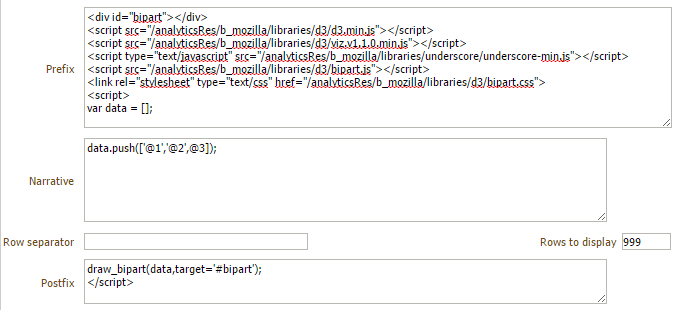 Prefix
<div id="bipart"></div>
<script src="/analyticsRes/b_mozilla/libraries/d3/d3.min.js"></script>
<script src="/analyticsRes/b_mozilla/libraries/d3/viz.v1.1.0.min.js"></script>
<script type="text/javascript" src="/analyticsRes/b_mozilla/libraries/underscore/underscore-min.js"></script>
<script src="/analyticsRes/b_mozilla/libraries/d3/bipart.js"></script>
<link rel="stylesheet" type="text/css" href="/analyticsRes/b_mozilla/libraries/d3/bipart.css">
<script>
var data = [];
Narrative
data.push(['@1','@2',@3]);
Row separator
Rows to display 999
Postfix
draw_bipart(data,target='#bipart');
</script>